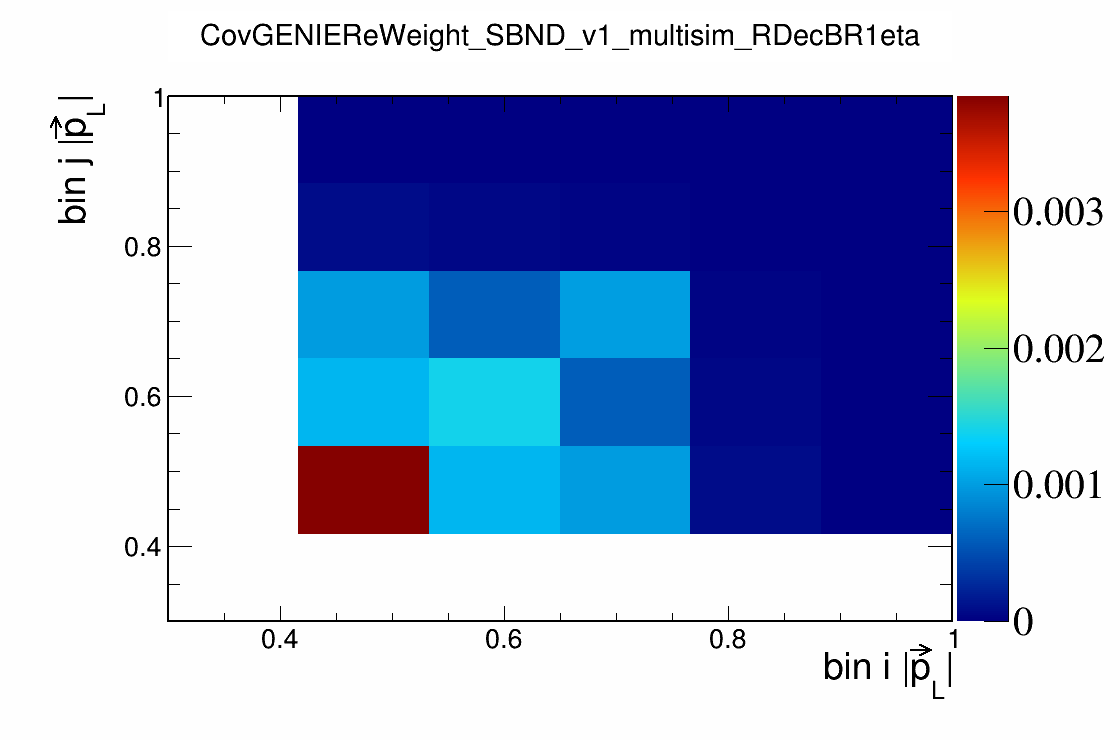 CovGENIEReWeight_SBND_v1_multisim_RDecBR1eta
bin j |p⃗_L|
1
0.8
0.6
0.4
0.4 0.6 0.8 1
bin i |p⃗_L|
0.003
0.002
0.001
0